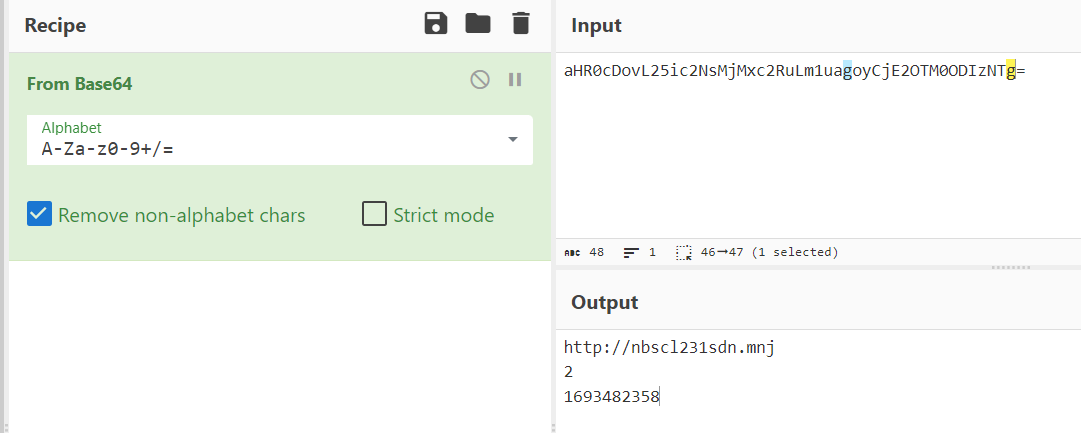 Recipe
From Base64
Alphabet
A-Za-z0-9+/=
Remove non-alphabet chars
Strict mode
Input
aHR0cDovL25ic2NsMjMxc2RuLm1uagoyCjE2OTM0ODIzNTg=
ABC 48 1 46→47 (1 selected)
Output
http://nbscl231sdn.mnj
2
1693482358